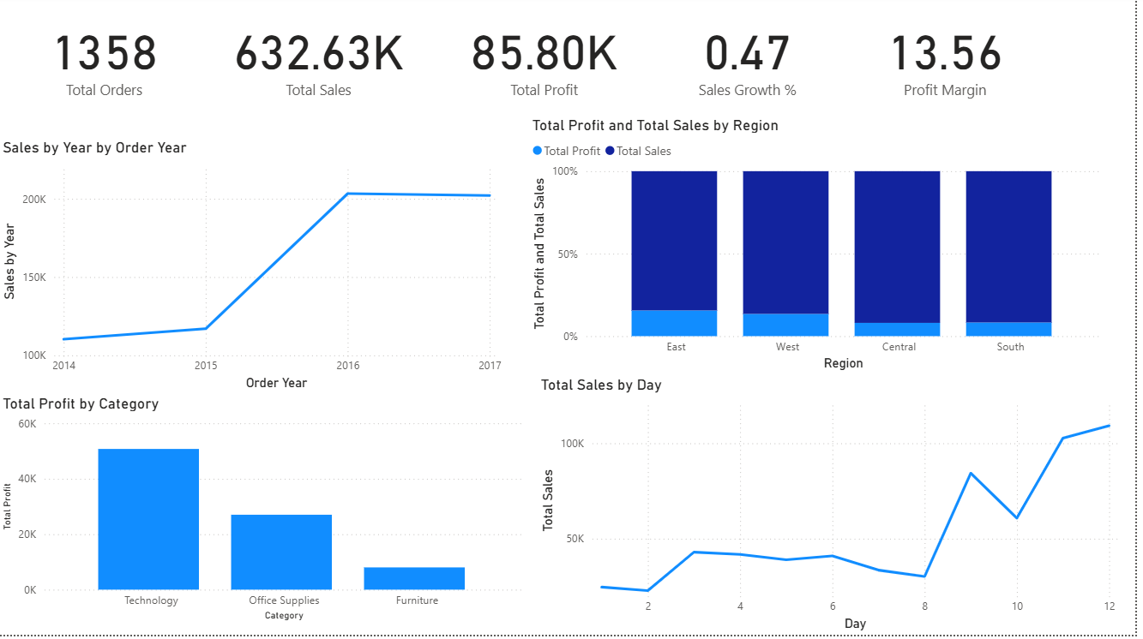 1358
Total Orders
632.63K
Total Sales
85.80K
Total Profit
0.47
Sales Growth %
13.56
Profit Margin
Sales by Year by Order Year
Sales by Year
200K
150K
100K
2014
2015
2016
2017
Order Year
Total Profit and Total Sales by Region
Total Profit
Total Sales
Total Profit and Total Sales
100%
50%
0%
East
West
Central
South
Region
Total Profit by Category
Total Profit
60K
40K
20K
0K
Technology
Office Supplies
Furniture
Category
Total Sales by Day
Total Sales
100K
50K
2
4
6
8
10
12
Day